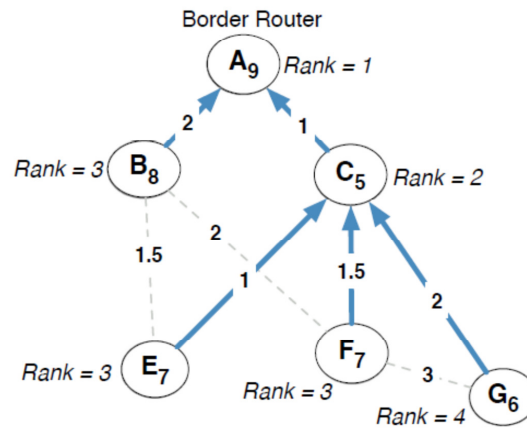 Border Router
A9 Rank = 1
2 1
Rank = 3 B8 C5 Rank = 2
1.5 2 1 1.5 2
Rank = 3 E7 F7 3 G6
Rank = 3
Rank = 4